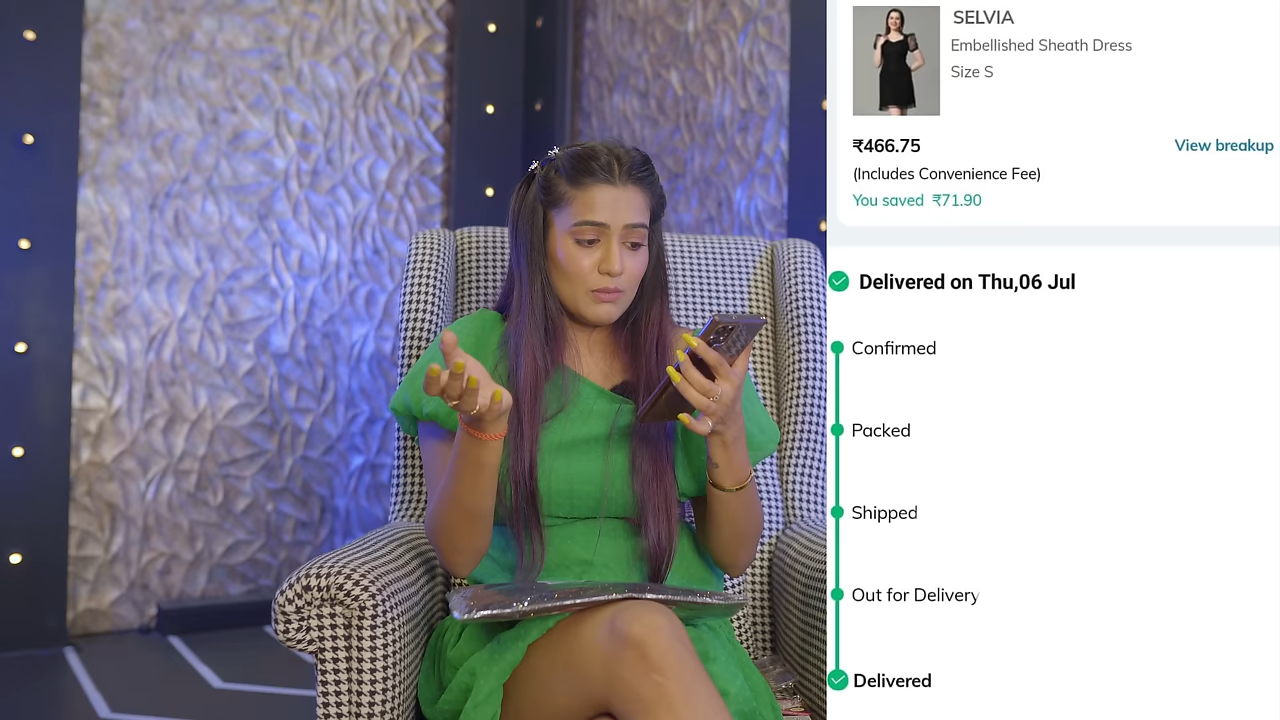 SELVIA
Embellished Sheath Dress
Size S
₹466.75
View breakup
(Includes Convenience Fee)
You saved ₹71.90
Delivered on Thu,06 Jul
Confirmed
Packed
Shipped
Out for Delivery
Delivered